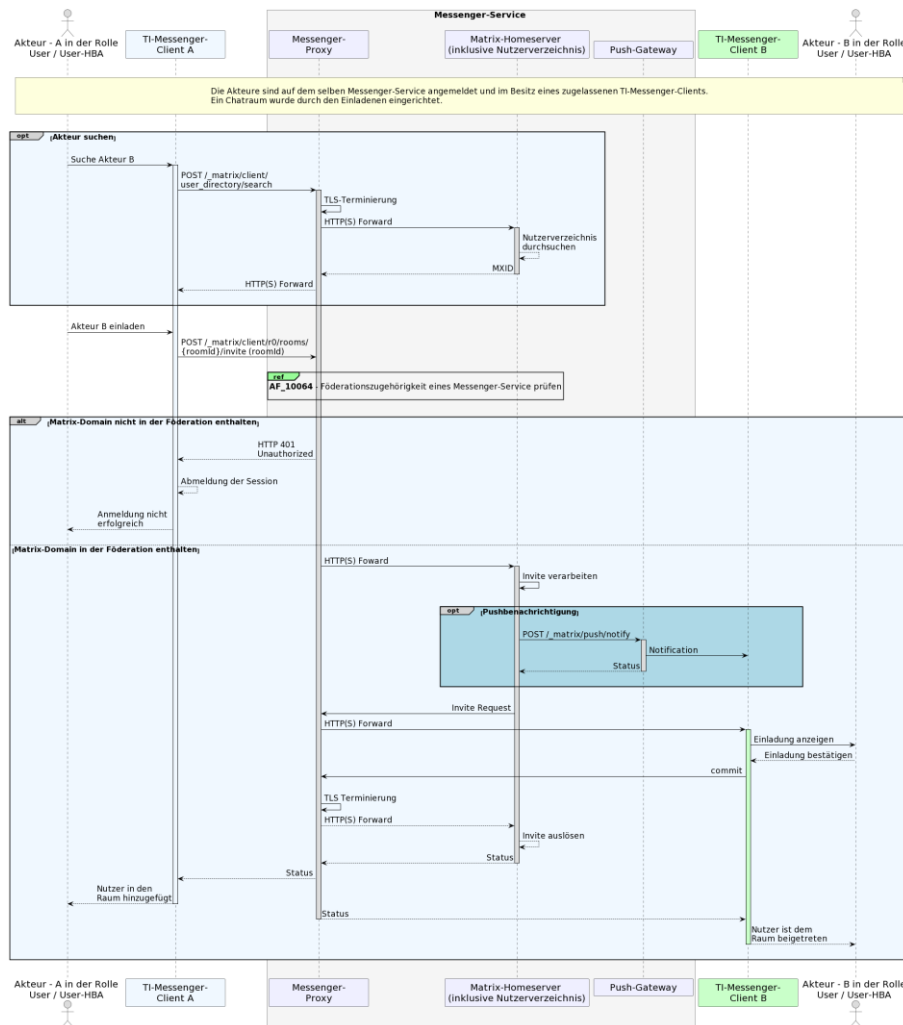 Messenger-Service
Akteur - A in der Rolle
User / User-HBA
TI-Messenger-
Client A
Messenger-
Proxy
Matrix-Homeserver
(inklusive Nutzerverzeichnis)
Push-Gateway
TI-Messenger-
Client B
Akteur - B in der Rolle
User / User-HBA
Die Akteure sind auf dem selben Messenger-Service angemeldet und im Besitz eines zugelassenen TI-Messenger-Clients.
Ein Chatraum wurde durch den Einladenen eingerichtet.
opt [Akteur suchen]
Suche Akteur B
POST /_matrix/client/
user_directory/search
TLS-Terminierung
HTTP(S) Forward
Nutzerverzeichnis
durchsuchen
MXID
HTTP(S) Forward
Akteur B einladen
POST /_matrix/client/r0/rooms/
{roomId}/invite (roomId)
ref
AF_10064 - Föderationszugehörigkeit eines Messenger-Service prüfen
alt [Matrix-Domain nicht in der Föderation enthalten]
HTTP 401
Unauthorized
Abmeldung der Session
Anmeldung nicht
erfolgreich
[Matrix-Domain in der Föderation enthalten]
HTTP(S) Foward
Invite verarbeiten
opt [Pushbenachrichtigung]
POST /_matrix/push/notify
Notification
Status
Invite Request
HTTP(S) Forward
Einladung anzeigen
Einladung bestätigen
commit
TLS Terminierung
HTTP(S) Forward
Invite auslösen
Status
Status
Nutzer in den
Raum hinzugefügt
Status
Nutzer ist dem
Raum beigetreten
Akteur - A in der Rolle
User / User-HBA
TI-Messenger-
Client A
Messenger-
Proxy
Matrix-Homeserver
(inklusive Nutzerverzeichnis)
Push-Gateway
TI-Messenger-
Client B
Akteur - B in der Rolle
User / User-HBA